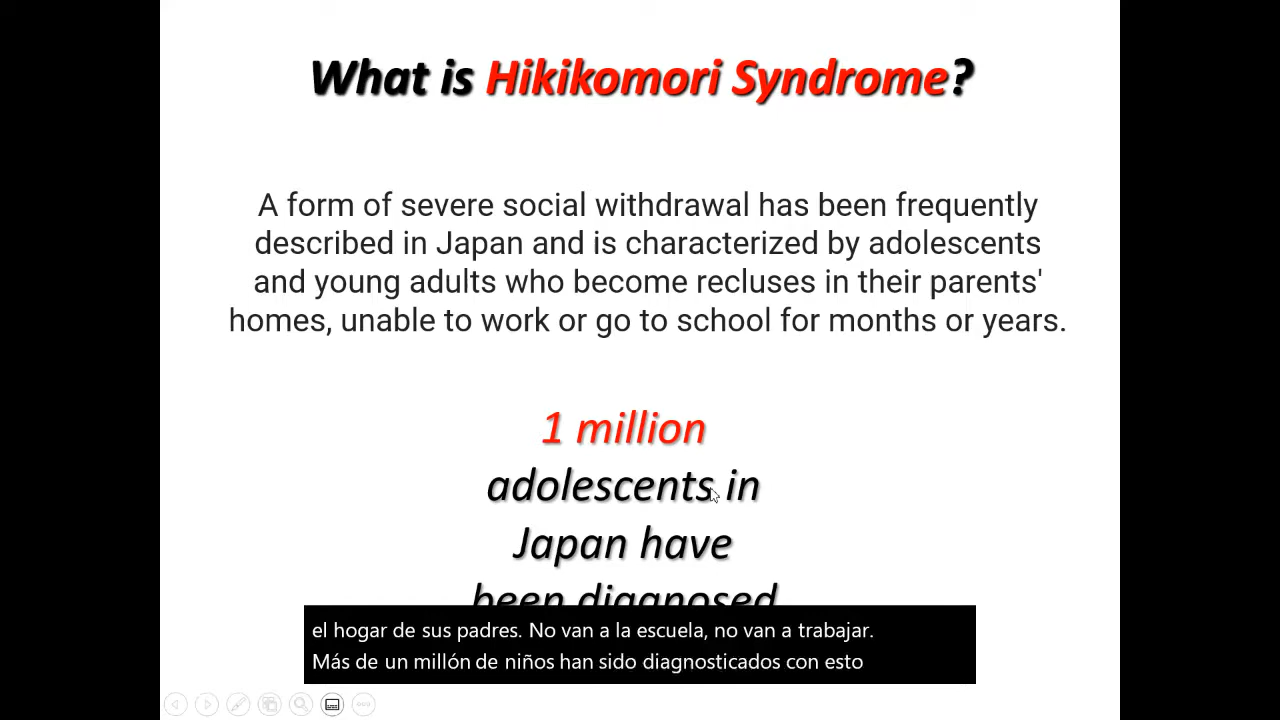 What is Hikikomori Syndrome?
A form of severe social withdrawal has been frequently
described in Japan and is characterized by adolescents
and young adults who become recluses in their parents'
homes, unable to work or go to school for months or years.
1 million
adolescents in
Japan have
been diagnosed
el hogar de sus padres. No van a la escuela, no van a trabajar.
Más de un millón de niños han sido diagnosticados con esto